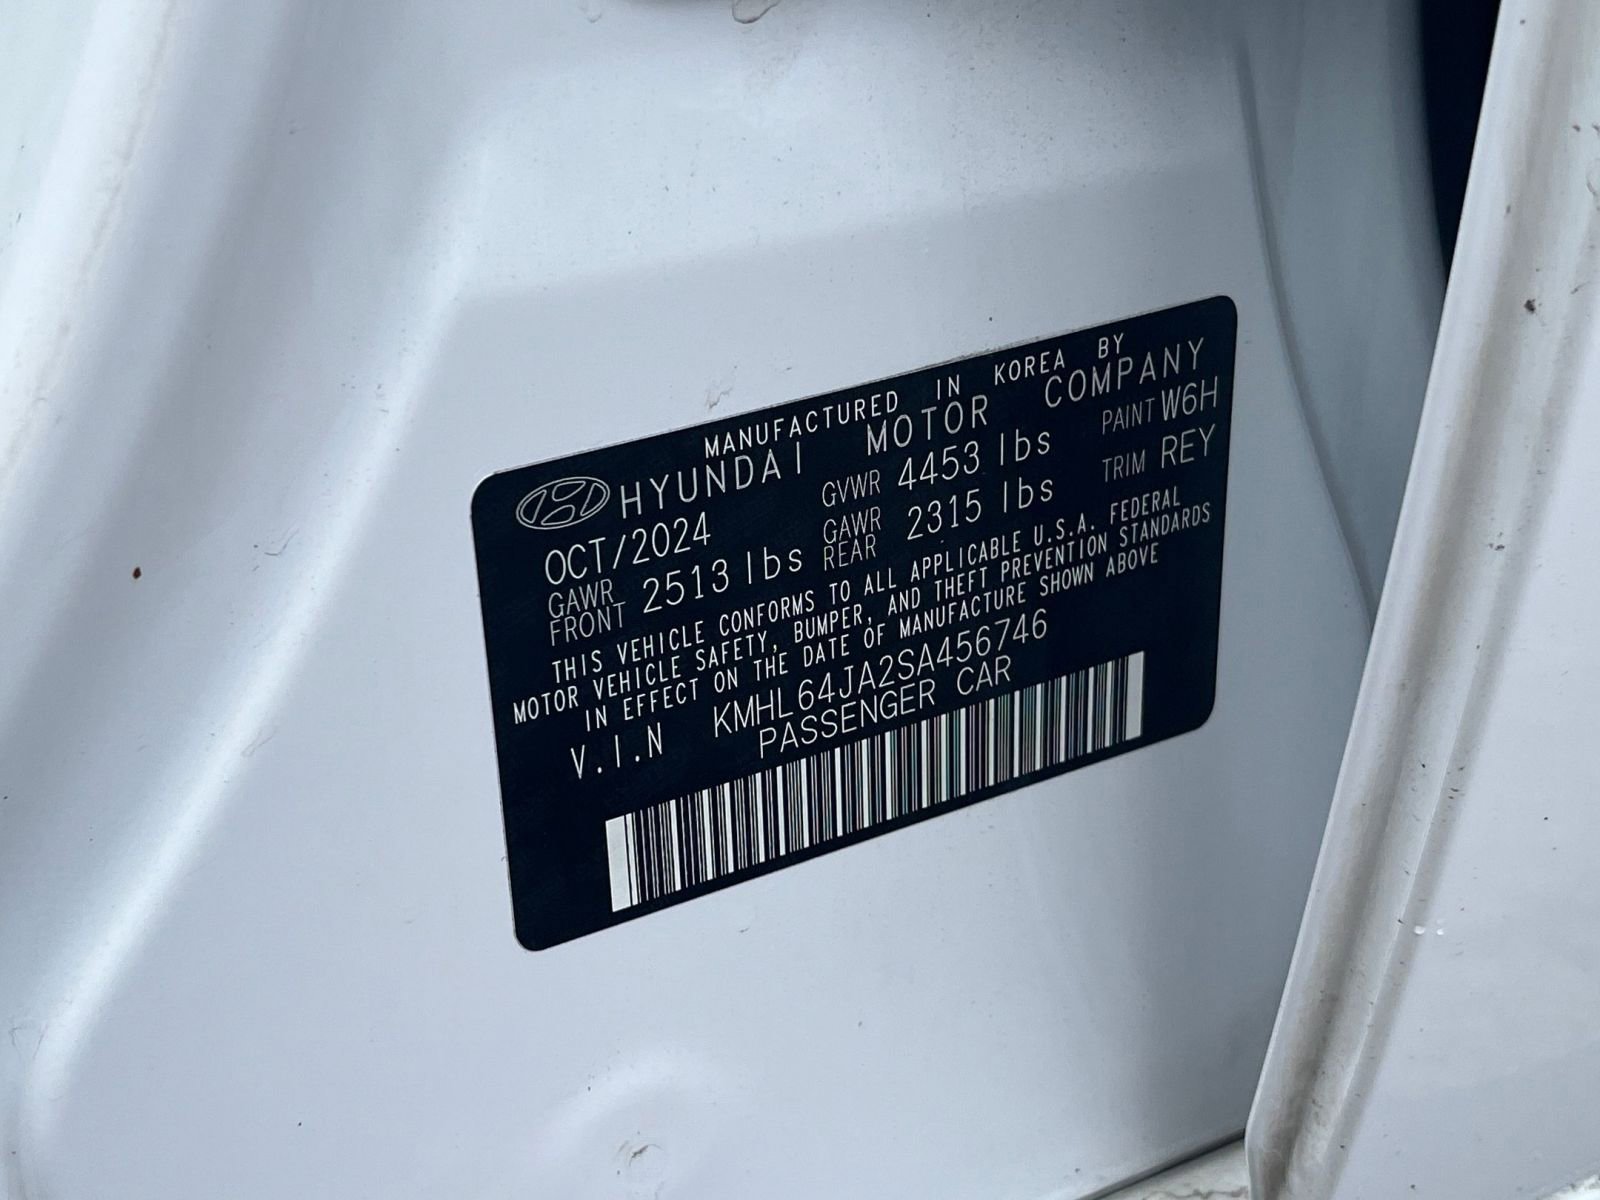 MANUFACTURED IN KOREA BY
HYUNDAI MOTOR COMPANY
OCT/2024 GVWR 4453 lbs PAINT W6H
GAWR FRONT 2513 lbs GAWR REAR 2315 lbs TRIM REY
THIS VEHICLE CONFORMS TO ALL APPLICABLE U.S.A. FEDERAL
MOTOR VEHICLE SAFETY, BUMPER, AND THEFT PREVENTION STANDARDS
IN EFFECT ON THE DATE OF MANUFACTURE SHOWN ABOVE
V.I.N KMHL64JA2SA456746
PASSENGER CAR